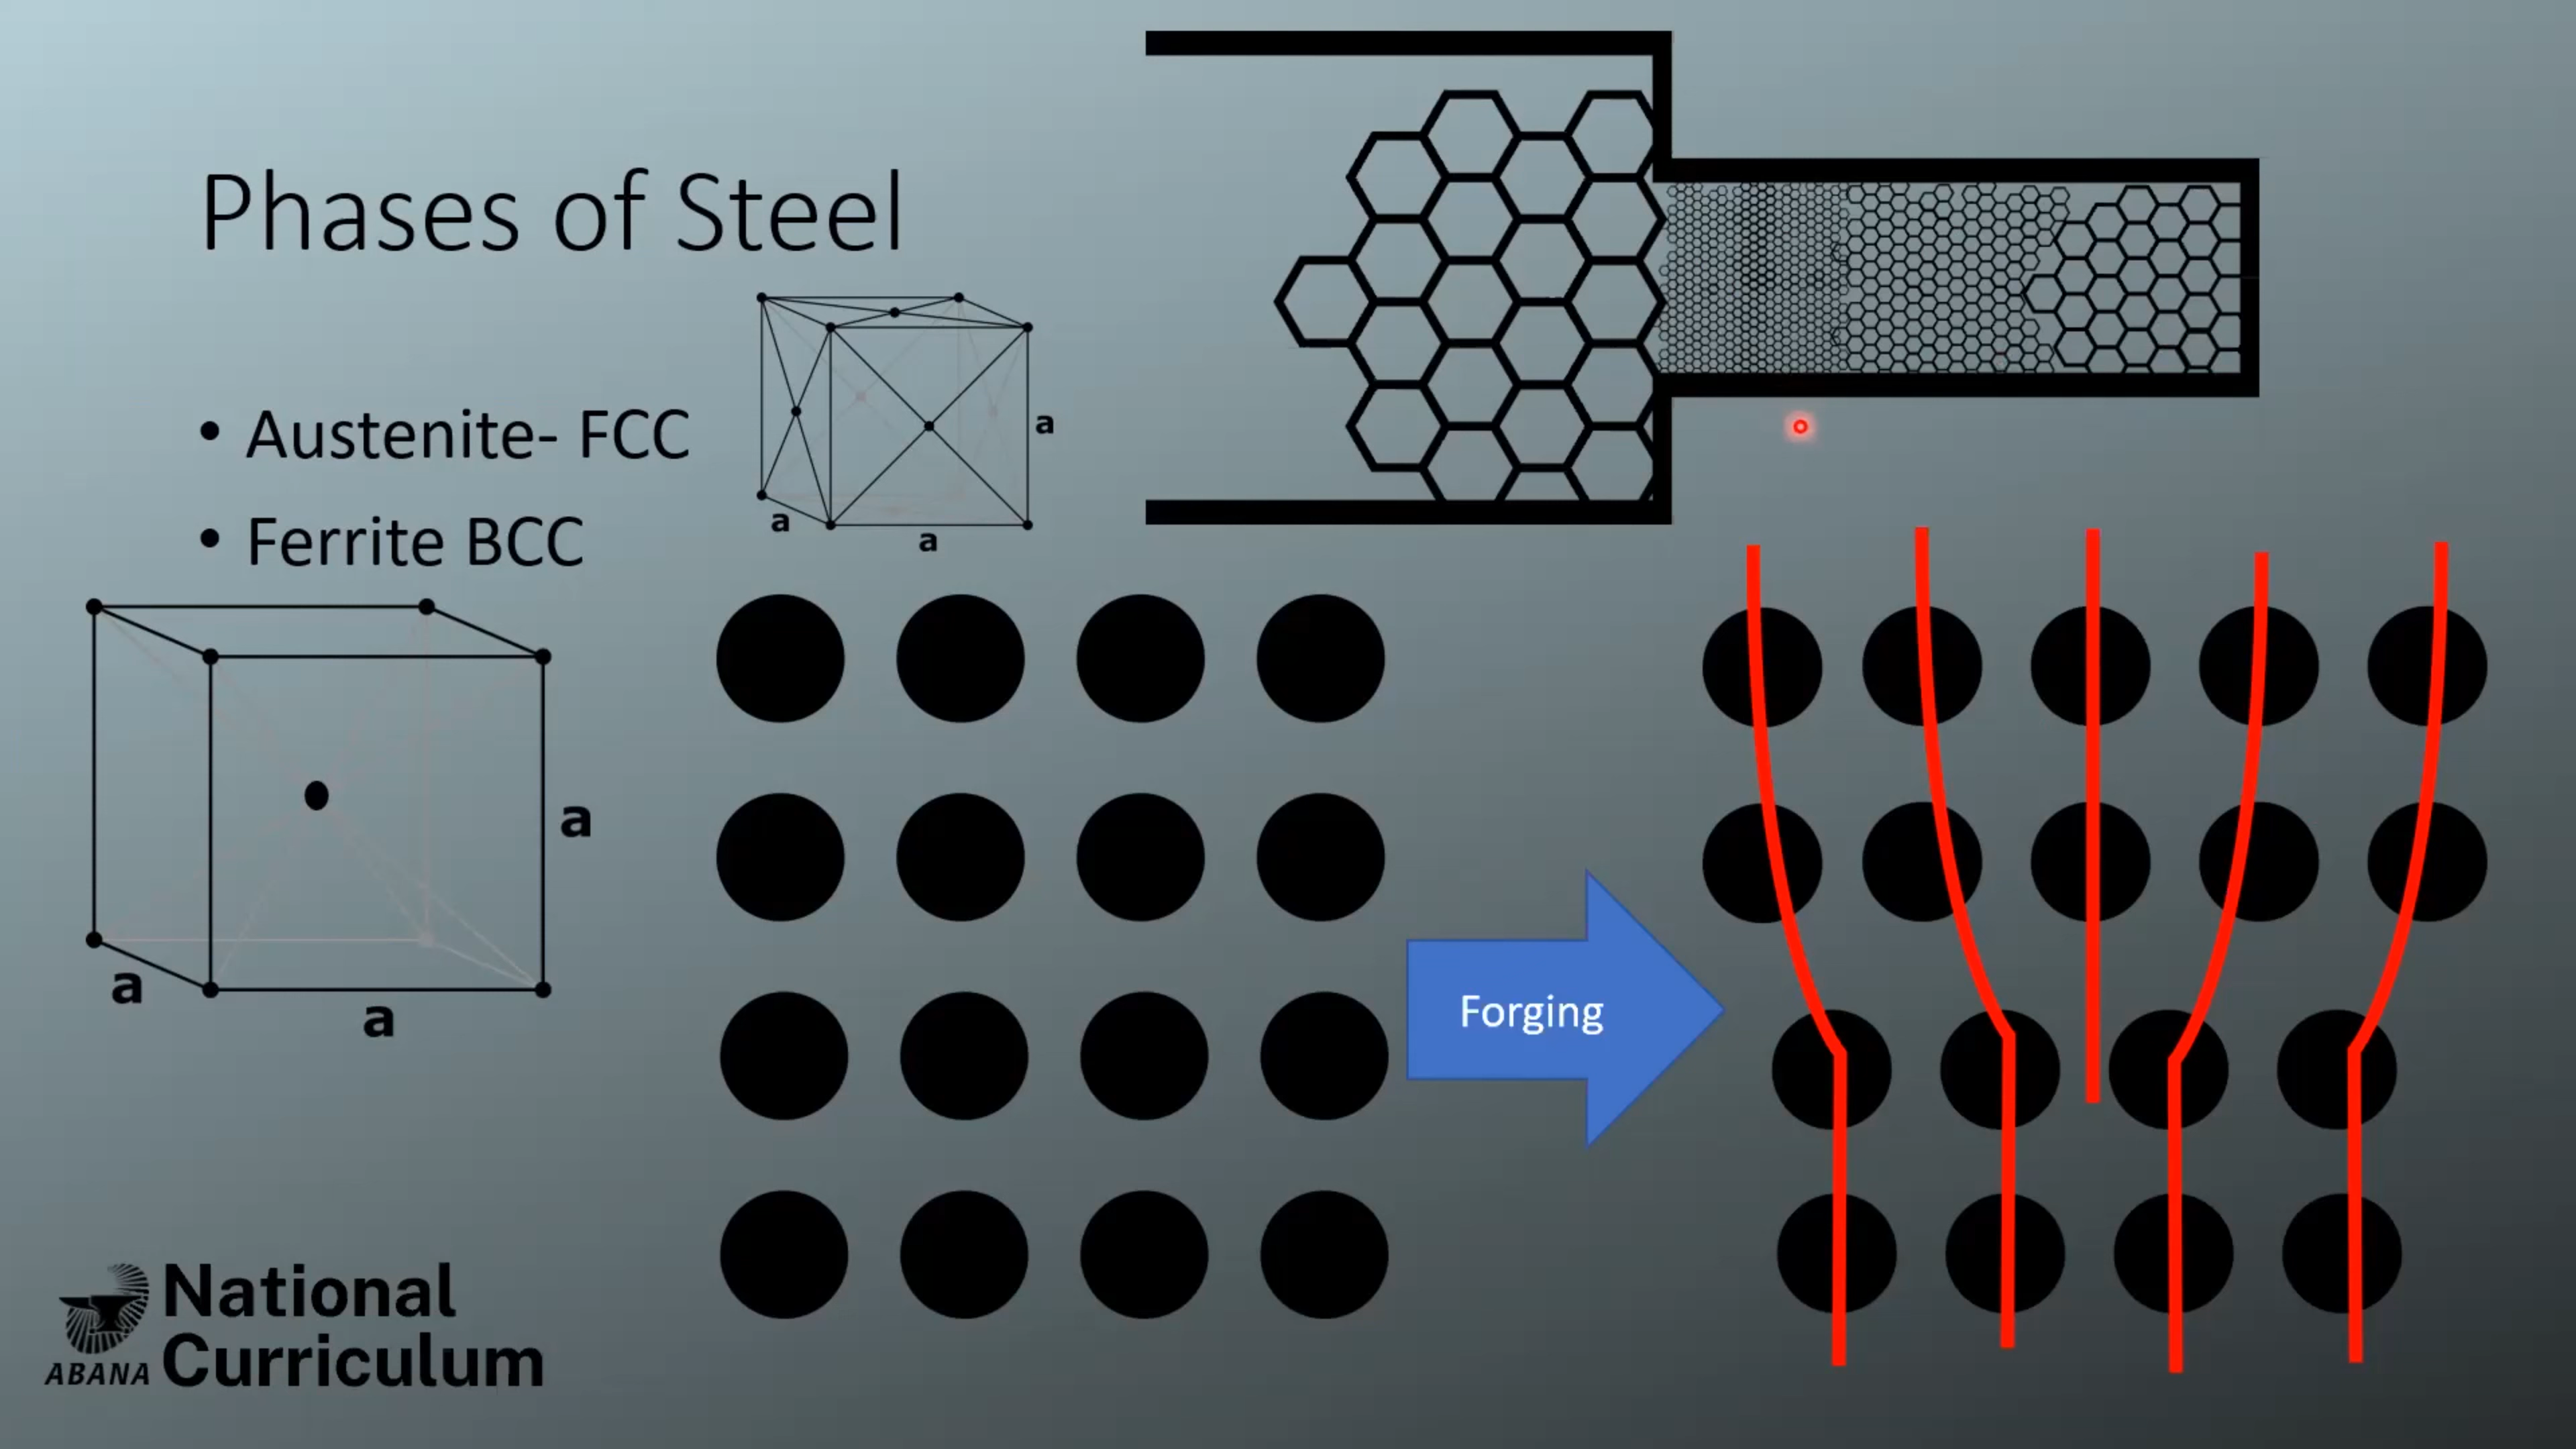 Phases of Steel
• Austenite- FCC
• Ferrite BCC
a
a
a
a
a
a
Forging
National
Curriculum
ABANA